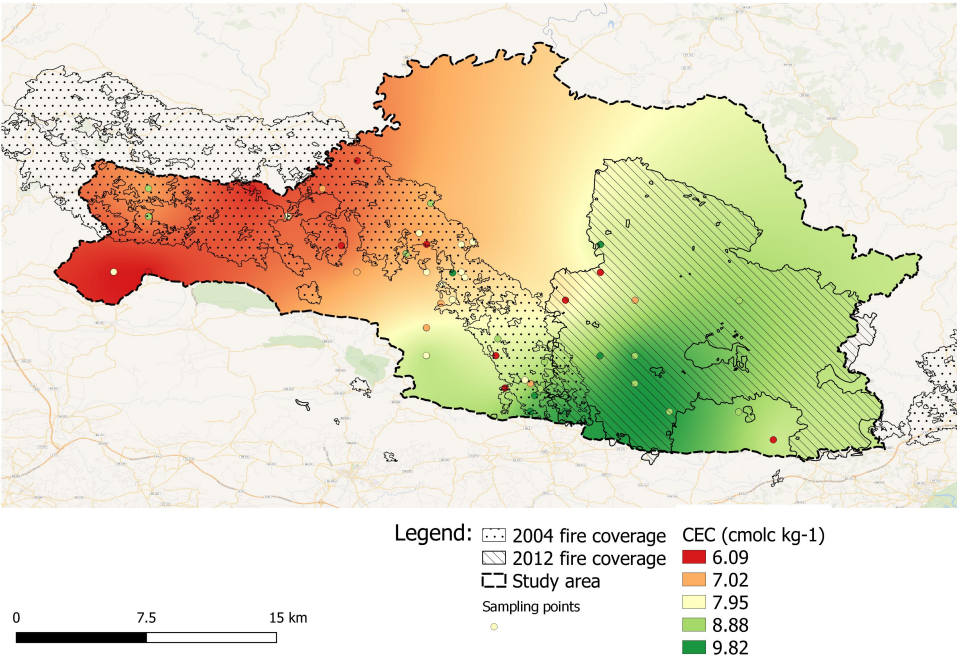 Legend:
2004 fire coverage
2012 fire coverage
Study area
Sampling points
CEC (cmolc kg-1)
6.09
7.02
7.95
8.88
9.82
0 7.5 15 km